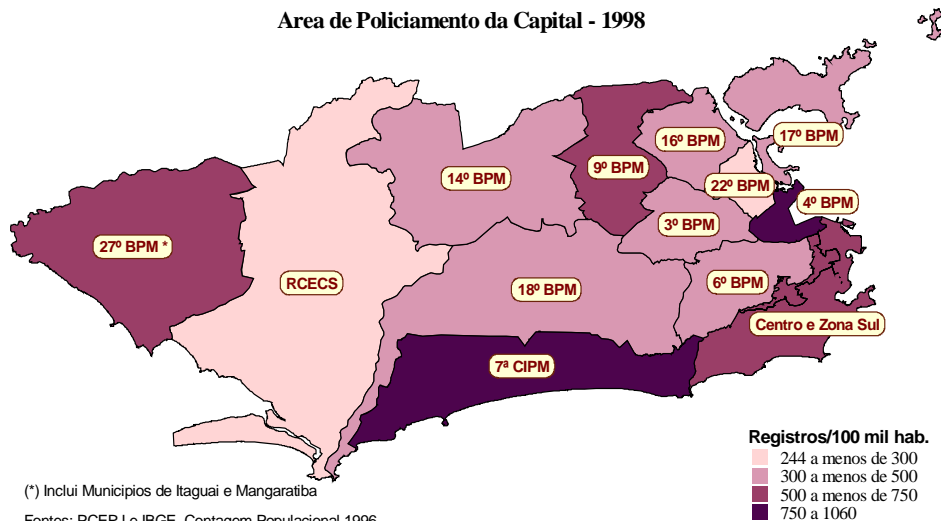 Area de Policiamento da Capital - 1998
17º BPM
16º BPM
9º BPM
14º BPM
22º BPM
4º BPM
3º BPM
27º BPM *
RCECS
18º BPM
6º BPM
Centro e Zona Sul
7ª CIPM
Registros/100 mil hab.
244 a menos de 300
300 a menos de 500
500 a menos de 750
750 a 1060
(*) Inclui Municipios de Itaguai e Mangaratiba